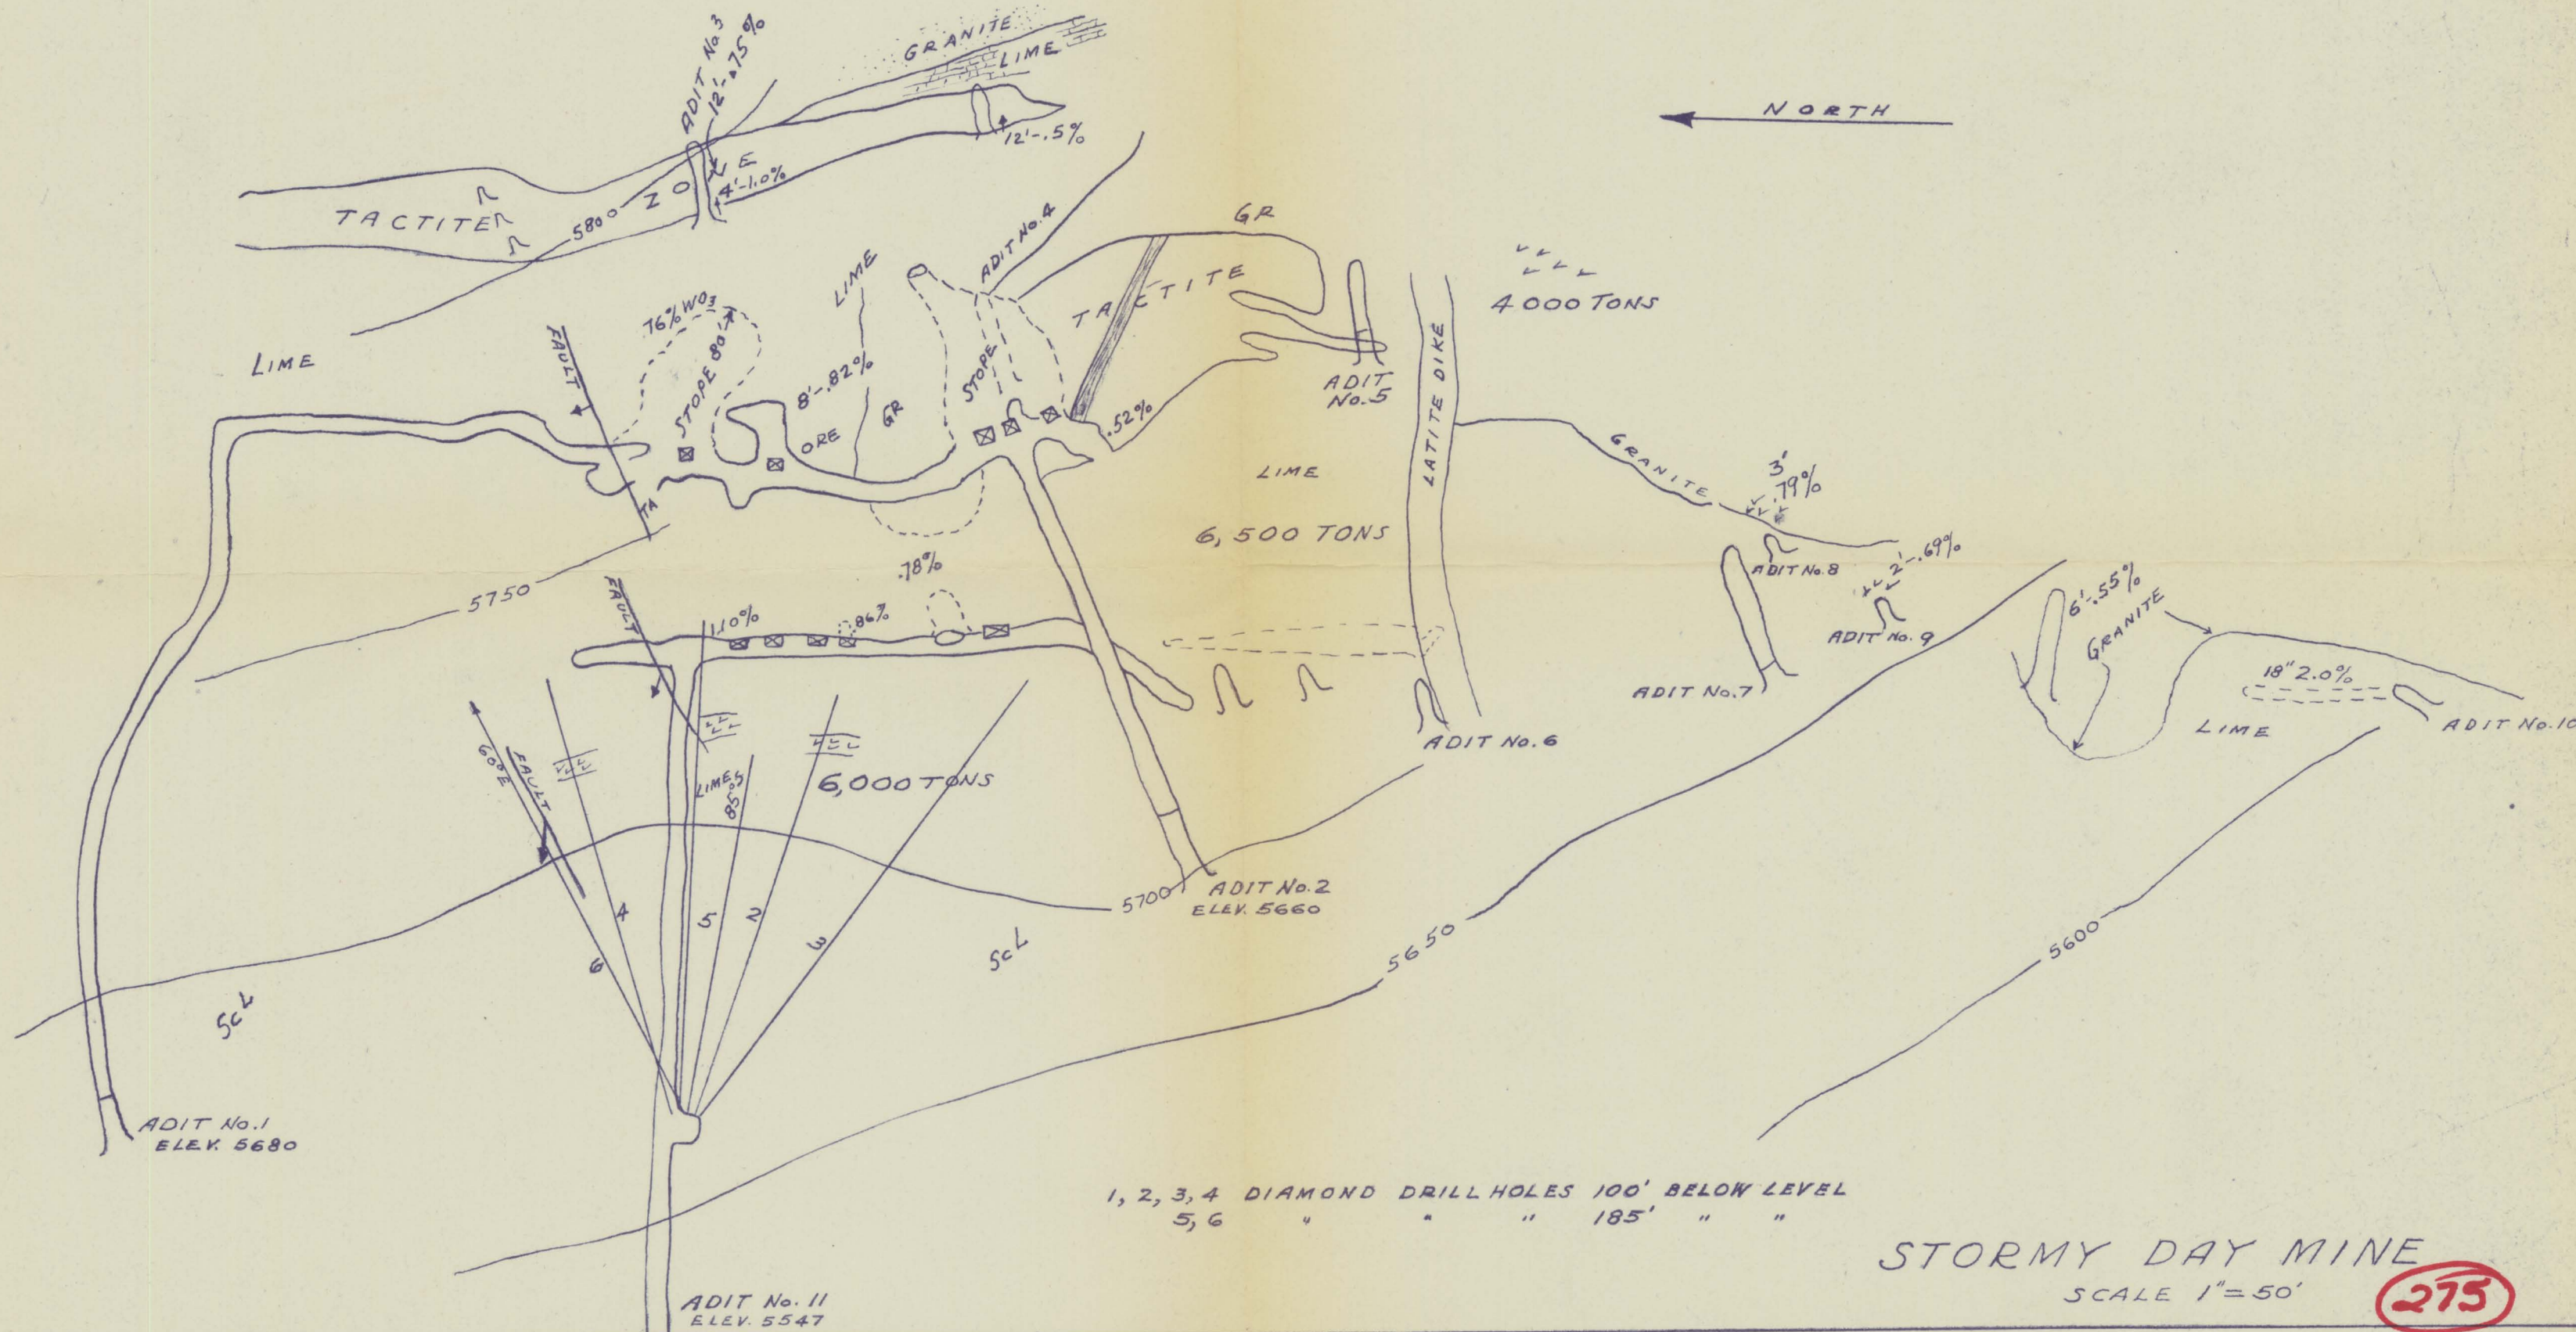 GRANITE
LIME
ADIT No3
12'-.75%
NORTH
12'-.5%
ZONE
4'-1.0%
TACTITE
5800
LIME
ADIT No.4
GR
TACTITE
4000 TONS
.76% WO3
STOPE 80'
FAULT
LIME
8'-.82%
ORE
GR
STOPE
.52%
ADIT
No.5
LATITE DIKE
LIME
6,500 TONS
GRANITE
3'
.79%
TA
5750
ADIT No.8
2'-.69%
ADIT No.9
6'-.55%
GRANITE
FAULT
1.10%
.86%
.78%
ADIT No.7
18" 2.0%
LIME
ADIT No.10
ADIT No.6
60°E
FAULT
LIMES
85°S
6,000 TONS
5700
ADIT No.2
ELEV. 5660
4
5
2
3
6
ScL
ScL
5650
5600
ADIT No.1
ELEV. 5680
1, 2, 3, 4 DIAMOND DRILL HOLES 100' BELOW LEVEL
5, 6 " " " 185' " "
STORMY DAY MINE
SCALE 1"=50'
275
ADIT No. 11
ELEV. 5547